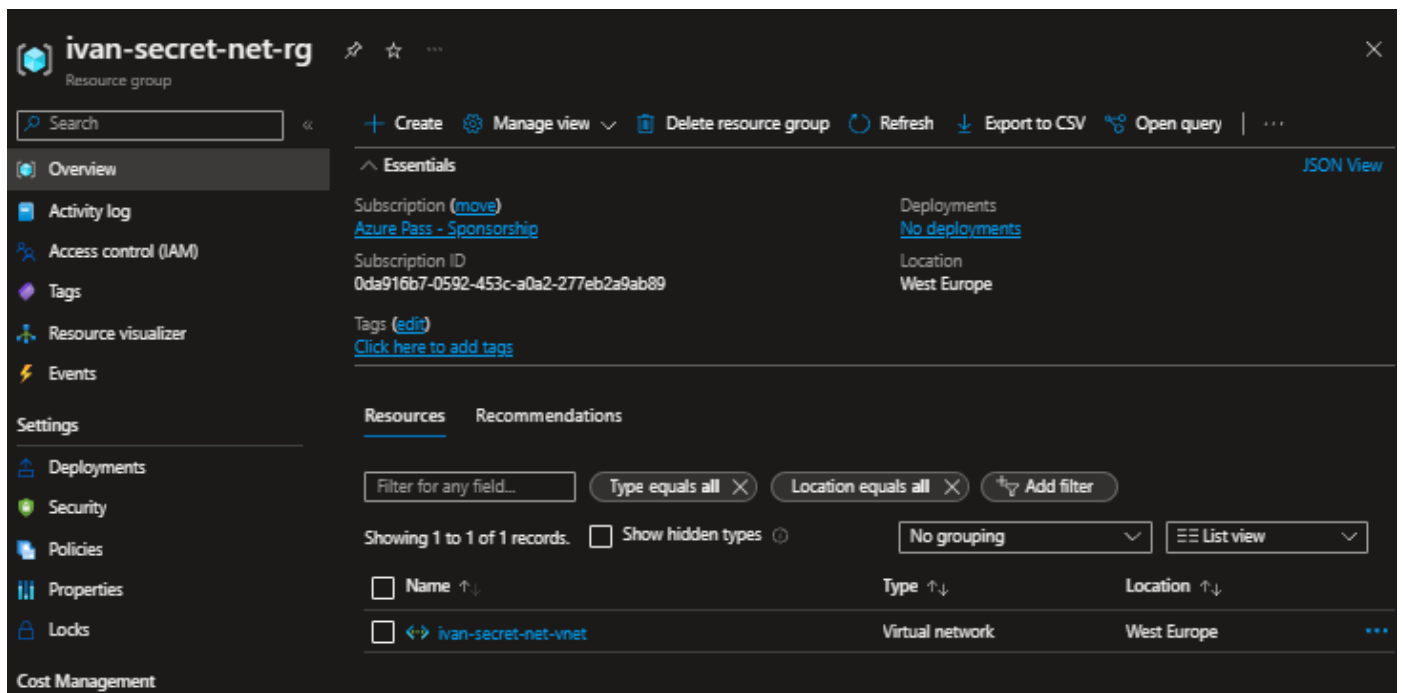 ivan-secret-net-rg
Resource group
Search
Overview
Activity log
Access control (IAM)
Tags
Resource visualizer
Events
Settings
Deployments
Security
Policies
Properties
Locks
Cost Management
Create Manage view Delete resource group Refresh Export to CSV Open query
Essentials JSON View
Subscription (move) Deployments
Azure Pass - Sponsorship No deployments
Subscription ID Location
0da916b7-0592-453c-a0a2-277eb2a9ab89 West Europe
Tags (edit)
Click here to add tags
Resources Recommendations
Filter for any field... Type equals all Location equals all Add filter
Showing 1 to 1 of 1 records. Show hidden types No grouping List view
Name Type Location
ivan-secret-net-vnet Virtual network West Europe